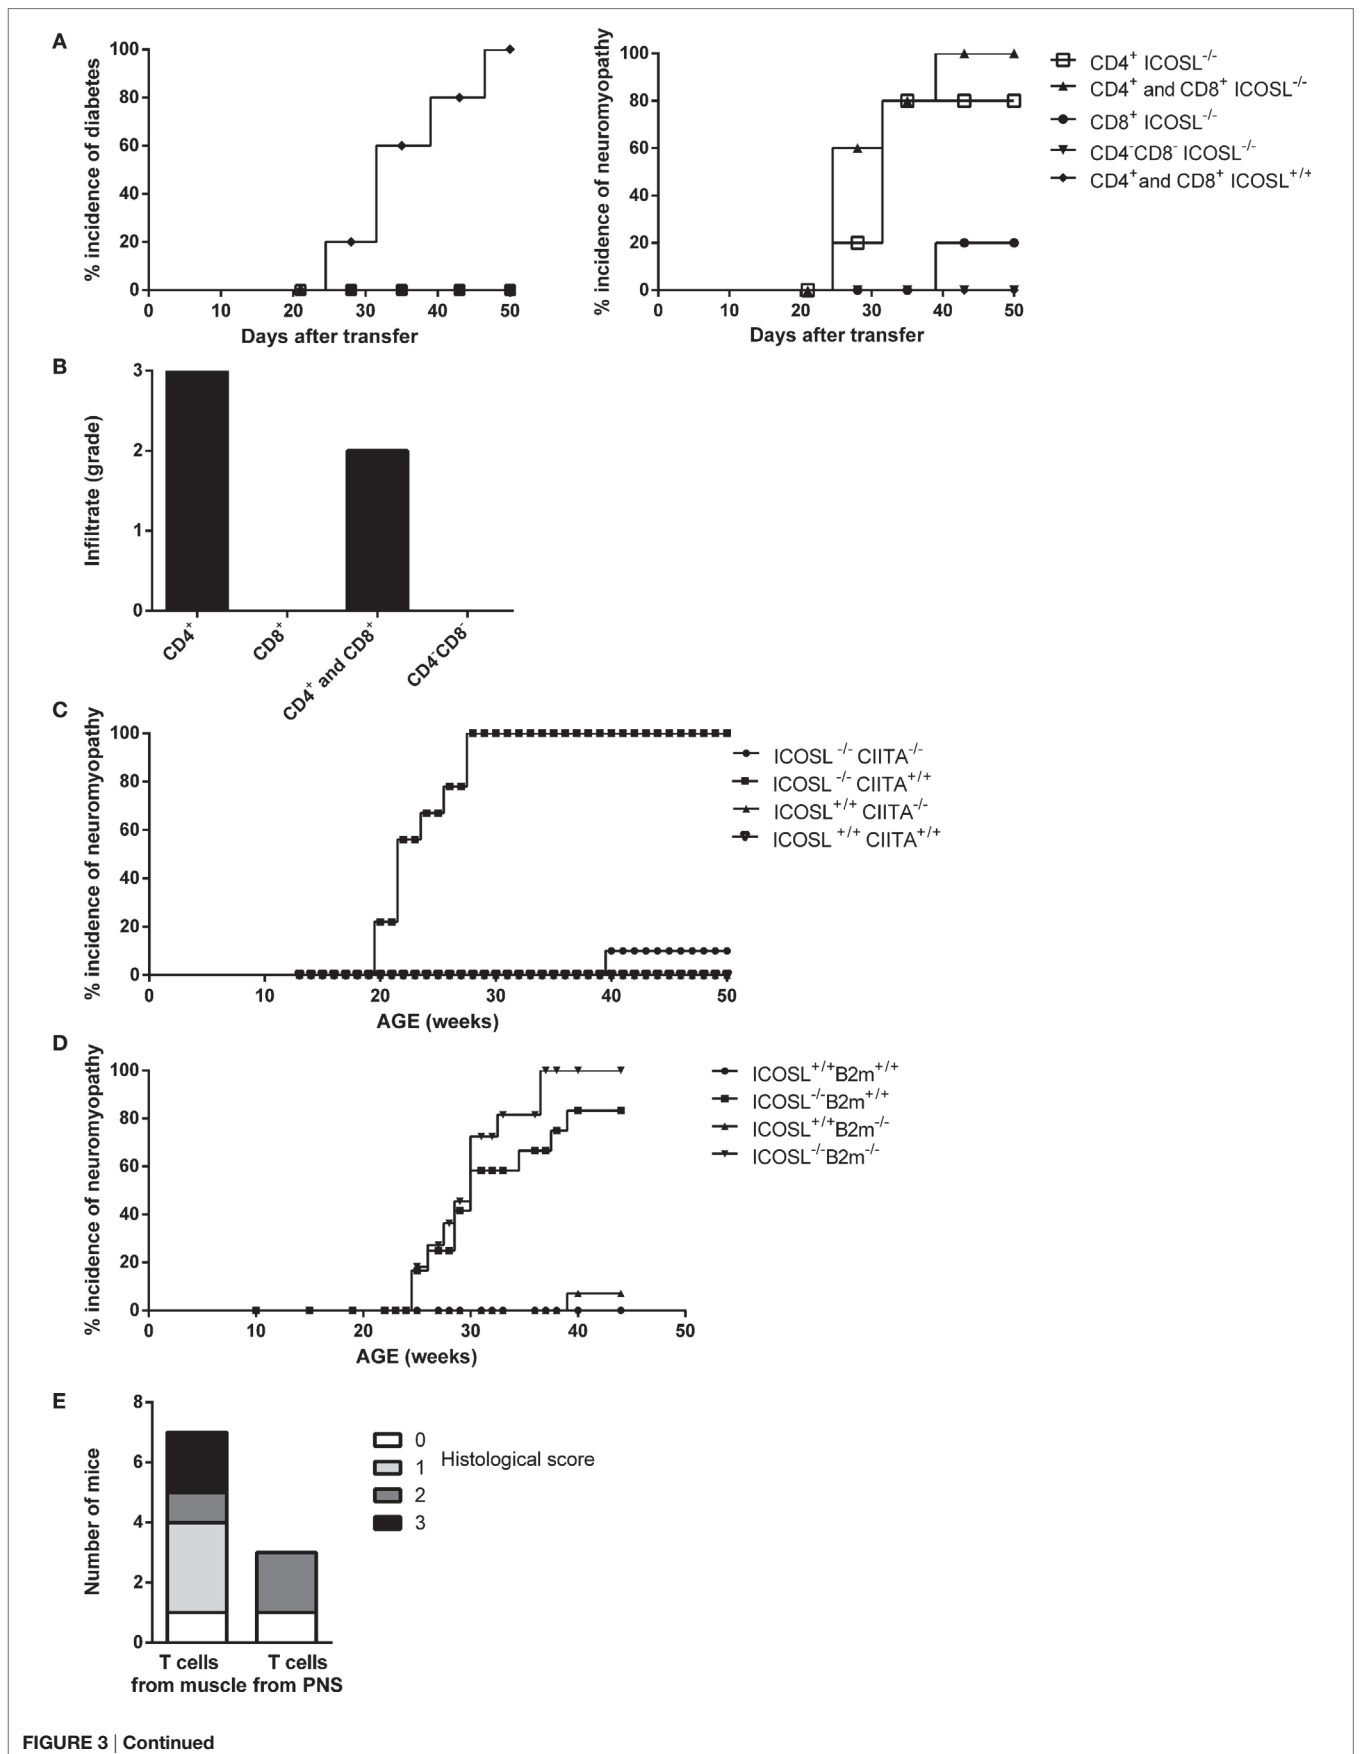 A
% incidence of diabetes
100
80
60
40
20
0
0 10 20 30 40 50
Days after transfer
% incidence of neuromyopathy
100
80
60
40
20
0
0 10 20 30 40 50
Days after transfer
CD4+ ICOSL-/-
CD4+ and CD8+ ICOSL-/-
CD8+ ICOSL-/-
CD4-CD8- ICOSL-/-
CD4+and CD8+ ICOSL+/+
B
Infiltrate (grade)
3
2
1
0
CD4+
CD8+
CD4+ and CD8+
CD4-CD8-
C
% incidence of neuromyopathy
100
80
60
40
20
0
0 10 20 30 40 50
AGE (weeks)
ICOSL -/- CIITA-/-
ICOSL -/- CIITA+/+
ICOSL+/+ CIITA-/-
ICOSL +/+ CIITA+/+
D
% incidence of neuromyopathy
100
80
60
40
20
0
0 10 20 30 40 50
AGE (weeks)
ICOSL+/+B2m+/+
ICOSL-/-B2m+/+
ICOSL+/+B2m-/-
ICOSL-/-B2m-/-
E
Number of mice
8
6
4
2
0
T cells T cells
from muscle from PNS
0
1
2
3
Histological score
FIGURE 3 | Continued